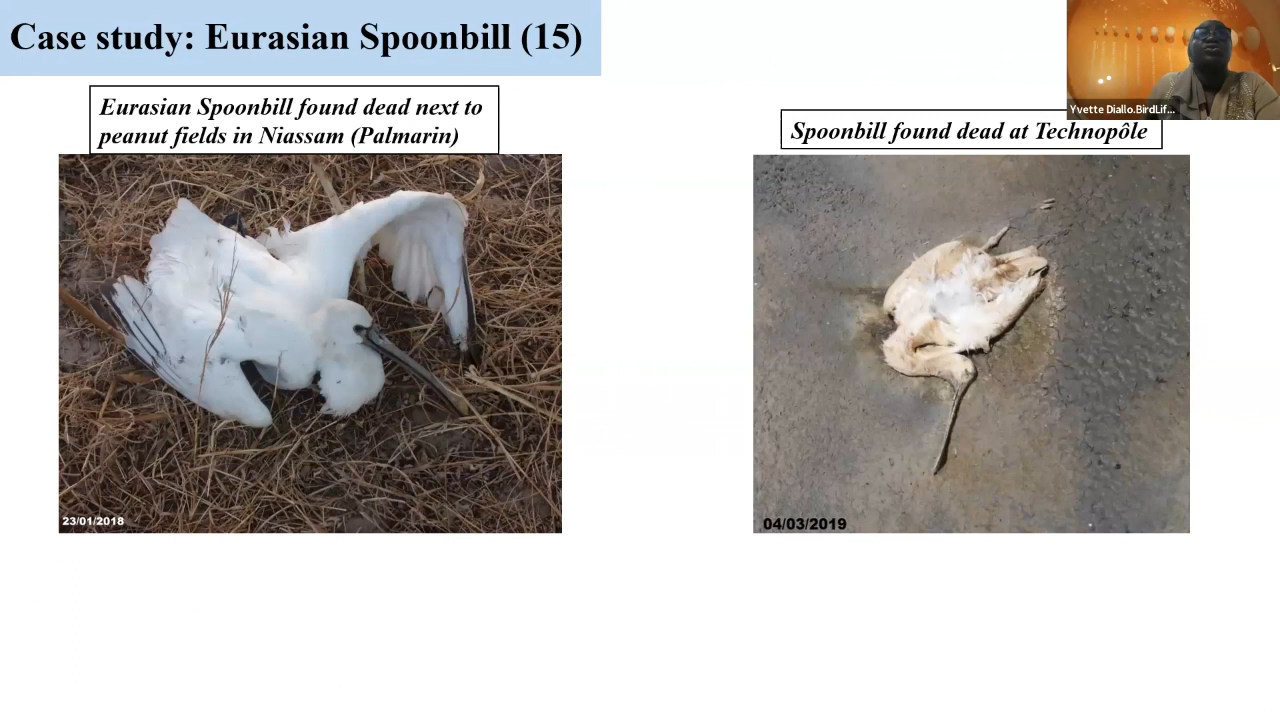 Case study: Eurasian Spoonbill (15)
Yvette Diallo.BirdLif...
Eurasian Spoonbill found dead next to
peanut fields in Niassam (Palmarin)
Spoonbill found dead at Technopôle
23/01/2018
04/03/2019